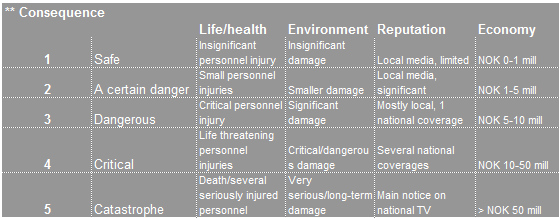 ** Consequence
Life/health Environment Reputation Economy
1 Safe Insignificant personnel injury Insignificant damage Local media, limited NOK 0-1 mill
2 A certain danger Small personnel injuries Smaller damage Local media, significant NOK 1-5 mill
3 Dangerous Critical personnel injury Significant damage Mostly local, 1 national coverage NOK 5-10 mill
4 Critical Life threatening personnel injuries Critical/dangerou s damage Several national coverages NOK 10-50 mill
5 Catastrophe Death/several seriously injured personnel Very serious/long-term damage Main notice on national TV > NOK 50 mill